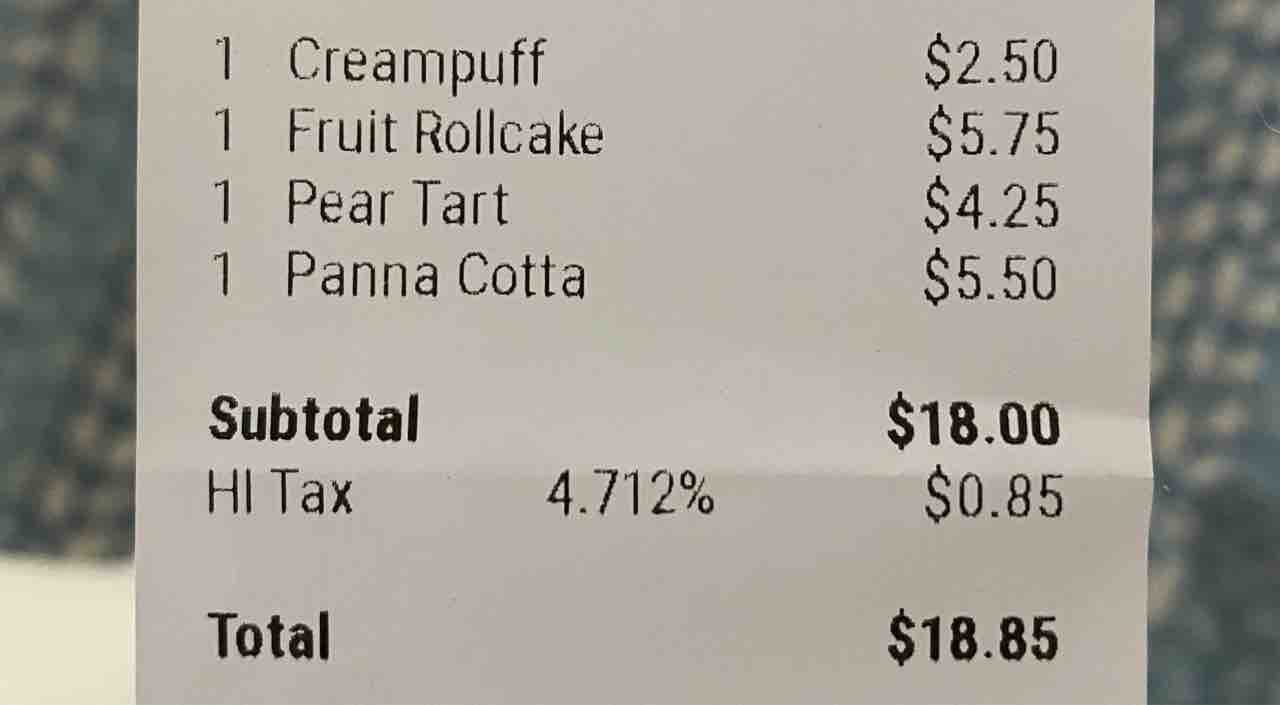 1 Creampuff $2.50
1 Fruit Rollcake $5.75
1 Pear Tart $4.25
1 Panna Cotta $5.50
Subtotal $18.00
HI Tax 4.712% $0.85
Total $18.85